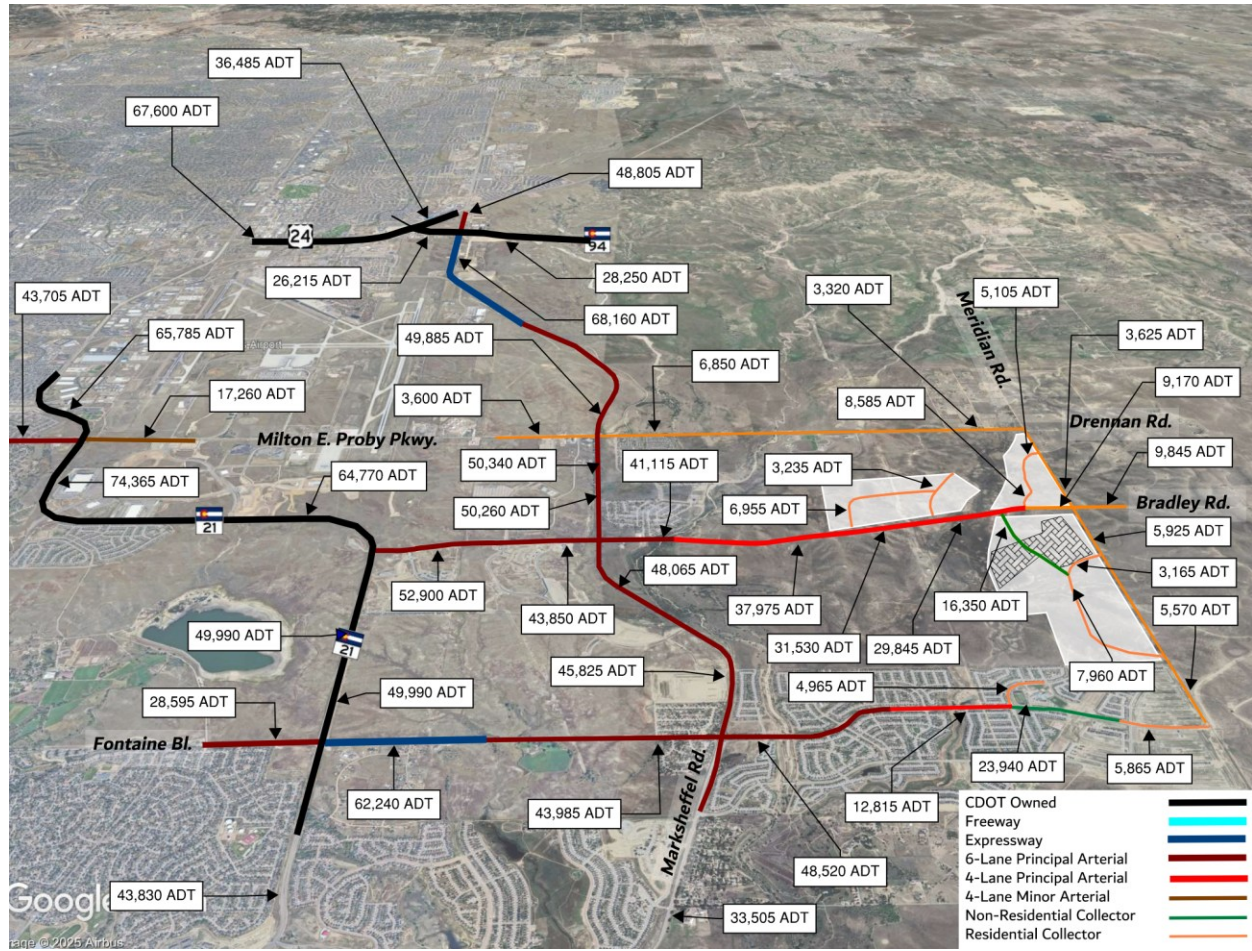 36,485 ADT
67,600 ADT
48,805 ADT
24
94
26,215 ADT
28,250 ADT
3,320 ADT
5,105 ADT
43,705 ADT
68,160 ADT
Meridian Rd.
65,785 ADT
49,885 ADT
3,625 ADT
6,850 ADT
9,170 ADT
17,260 ADT
3,600 ADT
8,585 ADT
Drennan Rd.
Milton E. Proby Pkwy.
9,845 ADT
50,340 ADT
41,115 ADT
3,235 ADT
74,365 ADT
64,770 ADT
Bradley Rd.
6,955 ADT
50,260 ADT
21
5,925 ADT
48,065 ADT
3,165 ADT
52,900 ADT
37,975 ADT
16,350 ADT
5,570 ADT
43,850 ADT
49,990 ADT
21
31,530 ADT
29,845 ADT
45,825 ADT
7,960 ADT
49,990 ADT
4,965 ADT
28,595 ADT
Fontaine Bl.
Marksheffel Rd.
23,940 ADT
5,865 ADT
62,240 ADT
43,985 ADT
12,815 ADT
CDOT Owned
Freeway
Expressway
6-Lane Principal Arterial
48,520 ADT
4-Lane Principal Arterial
43,830 ADT
4-Lane Minor Arterial
Google
33,505 ADT
Non-Residential Collector
Residential Collector
© 2025 Airbus